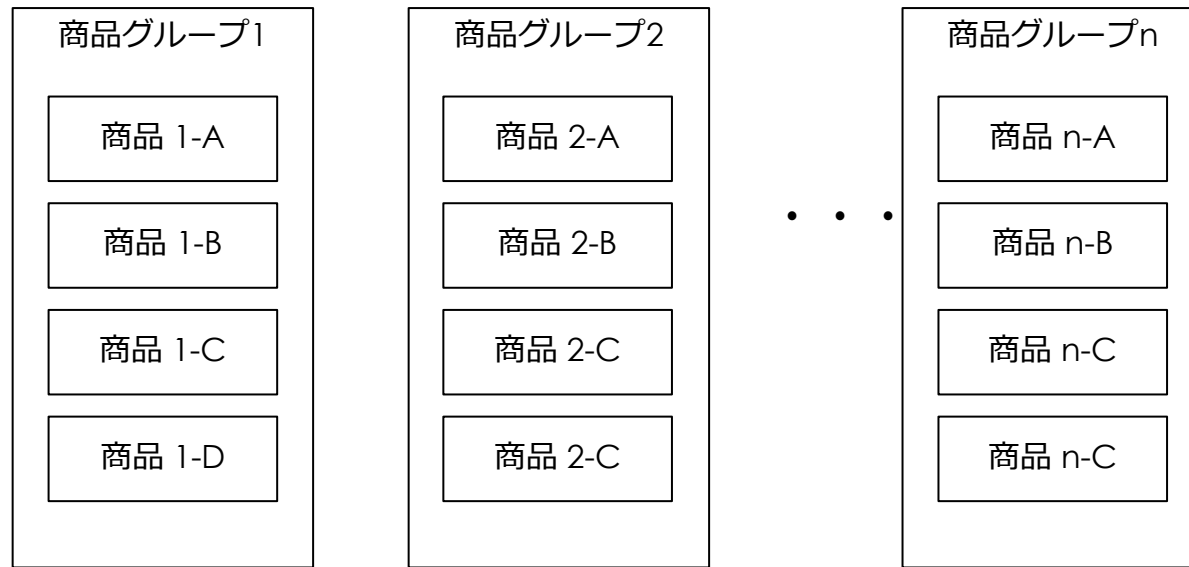 商品グループ1
商品 1-A
商品 1-B
商品 1-C
商品 1-D
商品グループ2
商品 2-A
商品 2-B
商品 2-C
商品 2-C
・・・
商品グループn
商品 n-A
商品 n-B
商品 n-C
商品 n-C